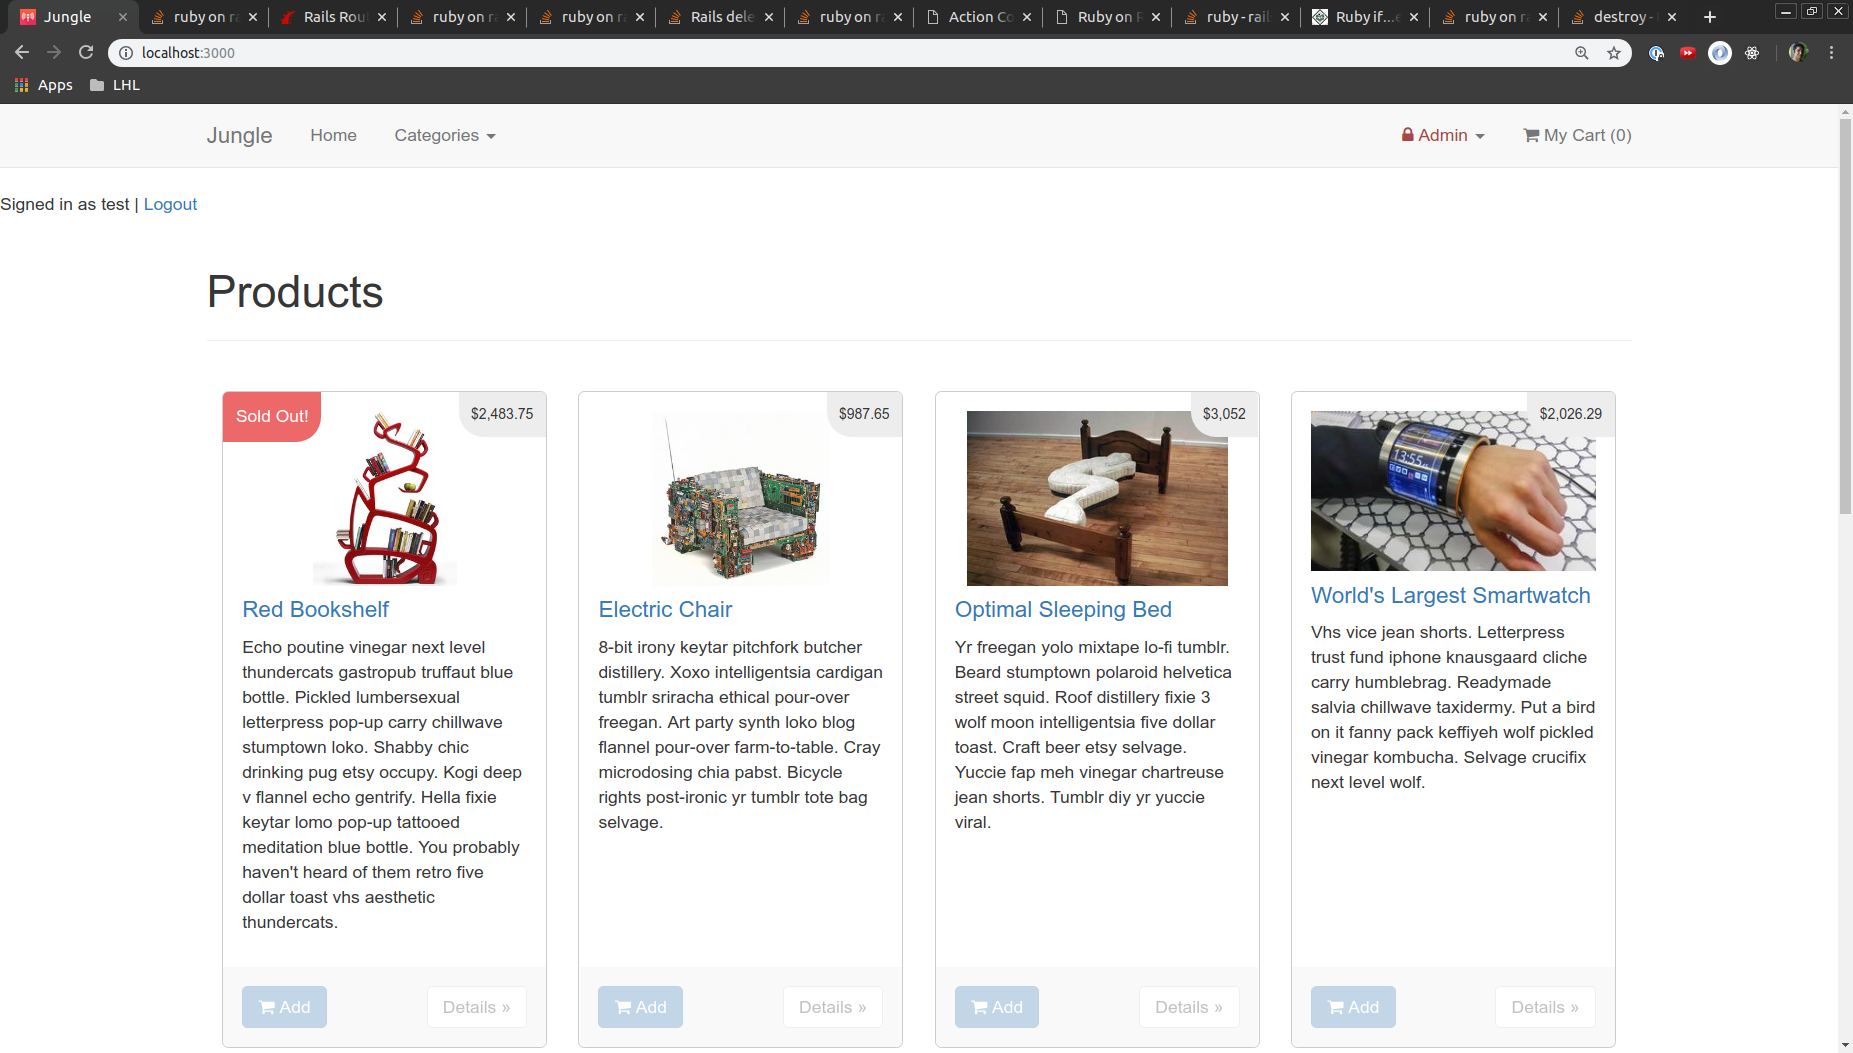 Jungle
ruby on ra
Rails Rou
ruby on ra
ruby on ra
Rails dele
ruby on ra
Action Co
Ruby on R
ruby - rail
Ruby if...e
ruby on ra
destroy -
localhost:3000
Apps LHL
Jungle Home Categories Admin My Cart (0)
Signed in as test | Logout
Products
Sold Out!
$2,483.75
Red Bookshelf
Echo poutine vinegar next level
thundercats gastropub truffaut blue
bottle. Pickled lumbersexual
letterpress pop-up carry chillwave
stumptown loko. Shabby chic
drinking pug etsy occupy. Kogi deep
v flannel echo gentrify. Hella fixie
keytar lomo pop-up tattooed
meditation blue bottle. You probably
haven't heard of them retro five
dollar toast vhs aesthetic
thundercats.
Add Details »
$987.65
Electric Chair
8-bit irony keytar pitchfork butcher
distillery. Xoxo intelligentsia cardigan
tumblr sriracha ethical pour-over
freegan. Art party synth loko blog
flannel pour-over farm-to-table. Cray
microdosing chia pabst. Bicycle
rights post-ironic yr tumblr tote bag
selvage.
Add Details »
$3,052
Optimal Sleeping Bed
Yr freegan yolo mixtape lo-fi tumblr.
Beard stumptown polaroid helvetica
street squid. Roof distillery fixie 3
wolf moon intelligentsia five dollar
toast. Craft beer etsy selvage.
Yuccie fap meh vinegar chartreuse
jean shorts. Tumblr diy yr yuccie
viral.
Add Details »
$2,026.29
13:55
World's Largest Smartwatch
Vhs vice jean shorts. Letterpress
trust fund iphone knausgaard cliche
carry humblebrag. Readymade
salvia chillwave taxidermy. Put a bird
on it fanny pack keffiyeh wolf pickled
vinegar kombucha. Selvage crucifix
next level wolf.
Add Details »